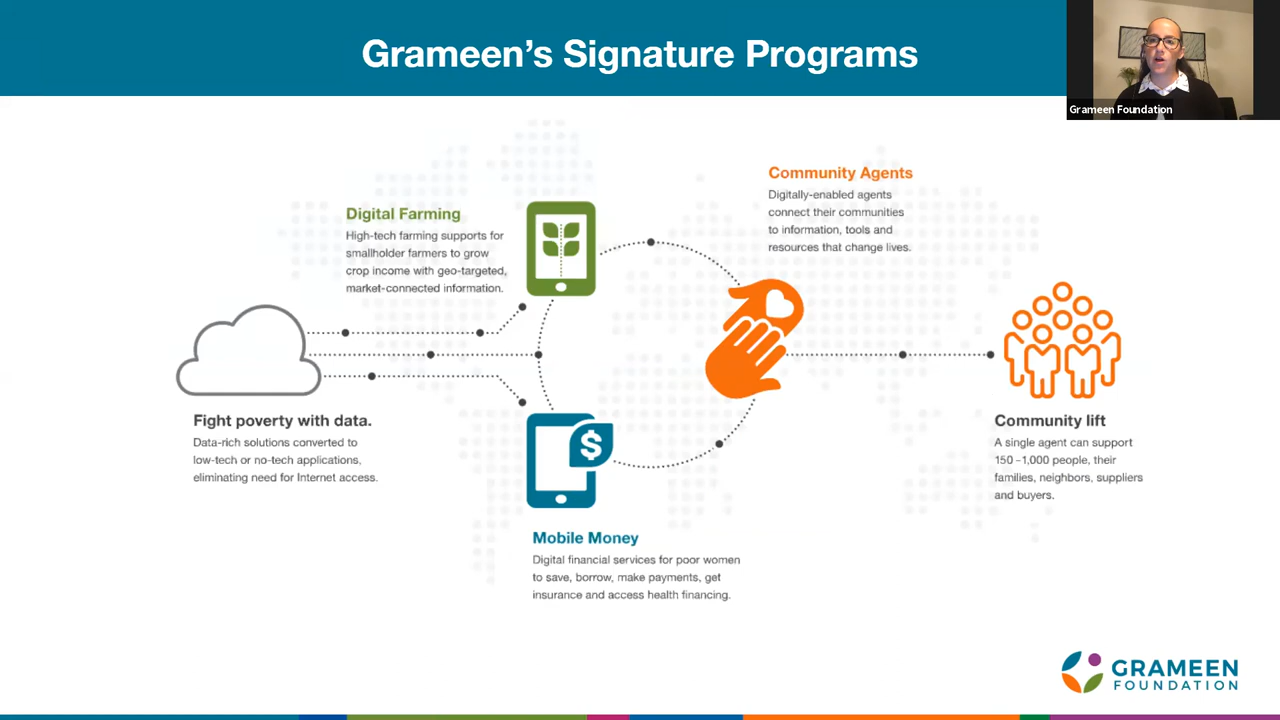 Grameen's Signature Programs
Grameen Foundation
Community Agents
Digitally-enabled agents
connect their communities
to information, tools and
resources that change lives.
Digital Farming
High-tech farming supports for
smallholder farmers to grow
crop income with geo-targeted,
market-connected information.
Fight poverty with data.
Data-rich solutions converted to
low-tech or no-tech applications,
eliminating need for Internet access.
$
Mobile Money
Digital financial services for poor women
to save, borrow, make payments, get
insurance and access health financing.
Community lift
A single agent can support
150 –1,000 people, their
families, neighbors, suppliers
and buyers.
GRAMEEN
FOUNDATION